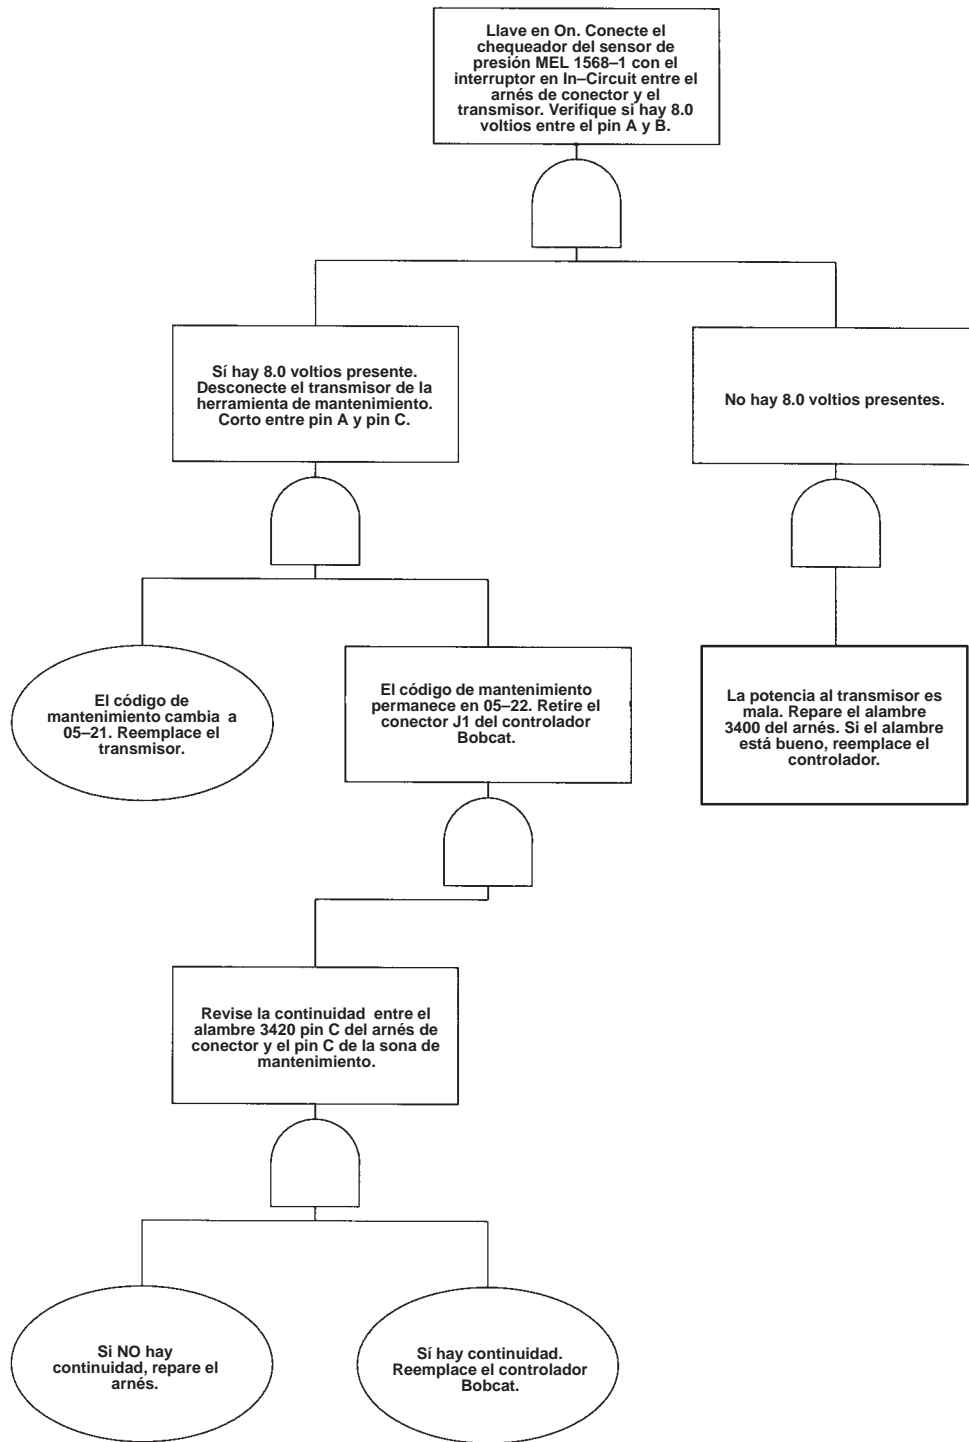 Llave en On. Conecte el
chequeador del sensor de
presión MEL 1568–1 con el
interruptor en In–Circuit entre el
arnés de conector y el
transmisor. Verifique si hay 8.0
voltios entre el pin A y B.
Sí hay 8.0 voltios presente.
Desconecte el transmisor de la
herramienta de mantenimiento.
Corto entre pin A y pin C.
No hay 8.0 voltios presentes.
El código de
mantenimiento cambia a
05–21. Reemplace el
transmisor.
El código de mantenimiento
permanece en 05–22. Retire el
conector J1 del controlador
Bobcat.
La potencia al transmisor es
mala. Repare el alambre
3400 del arnés. Si el alambre
está bueno, reemplace el
controlador.
Revise la continuidad entre el
alambre 3420 pin C del arnés de
conector y el pin C de la sona de
mantenimiento.
Si NO hay
continuidad, repare el
arnés.
Sí hay continuidad.
Reemplace el controlador
Bobcat.